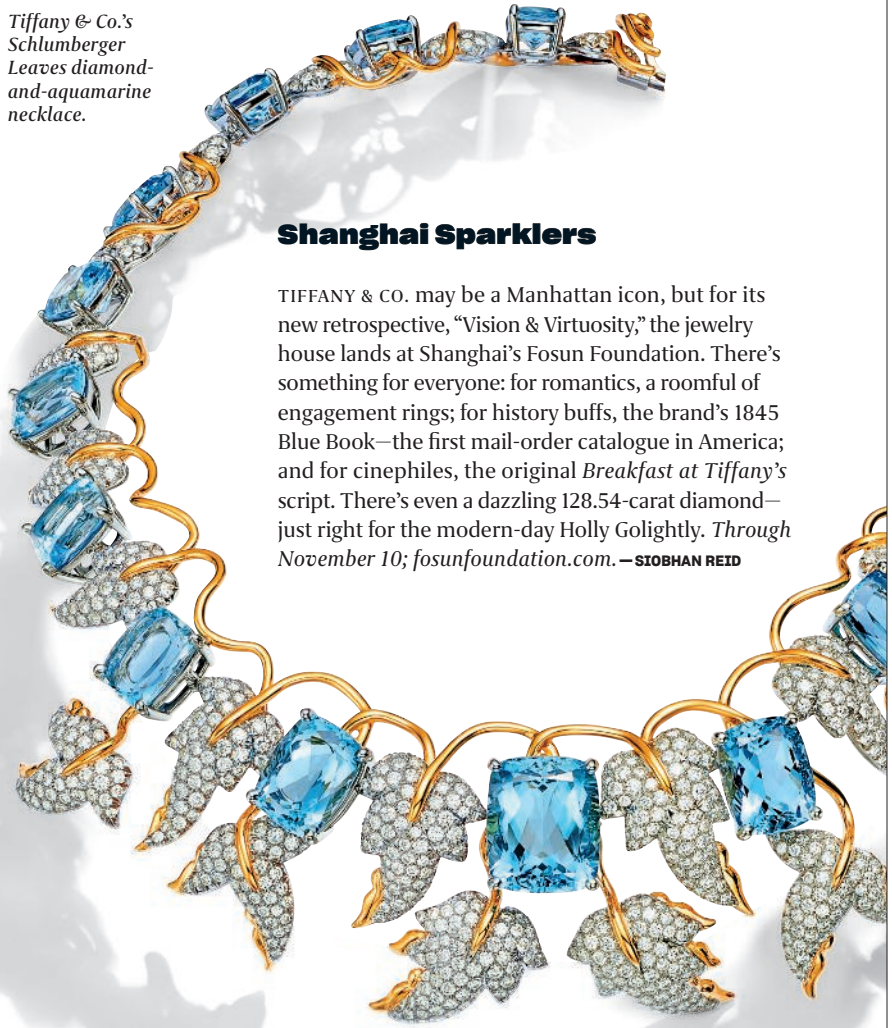 Tiffany & Co.'s
Schlumberger
Leaves diamond-
and-aquamarine
necklace.
Shanghai Sparklers
TIFFANY & CO. may be a Manhattan icon, but for its
new retrospective, “Vision & Virtuosity,” the jewelry
house lands at Shanghai’s Fosun Foundation. There’s
something for everyone: for romantics, a roomful of
engagement rings; for history buffs, the brand’s 1845
Blue Book—the first mail-order catalogue in America;
and for cinephiles, the original Breakfast at Tiffany’s
script. There’s even a dazzling 128.54-carat diamond—
just right for the modern-day Holly Golightly. Through
November 10; fosunfoundation.com. —SIOBHAN REID